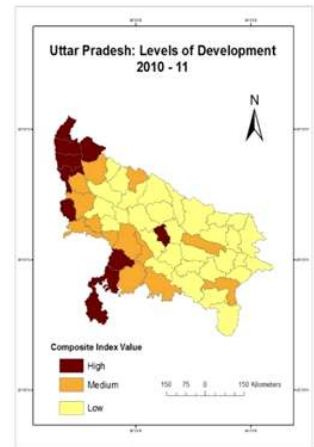 Uttar Pradesh: Levels of Development
2010 - 11
N
Composite Index Value
High
Medium
Low
150 75 0 150 Kilometers